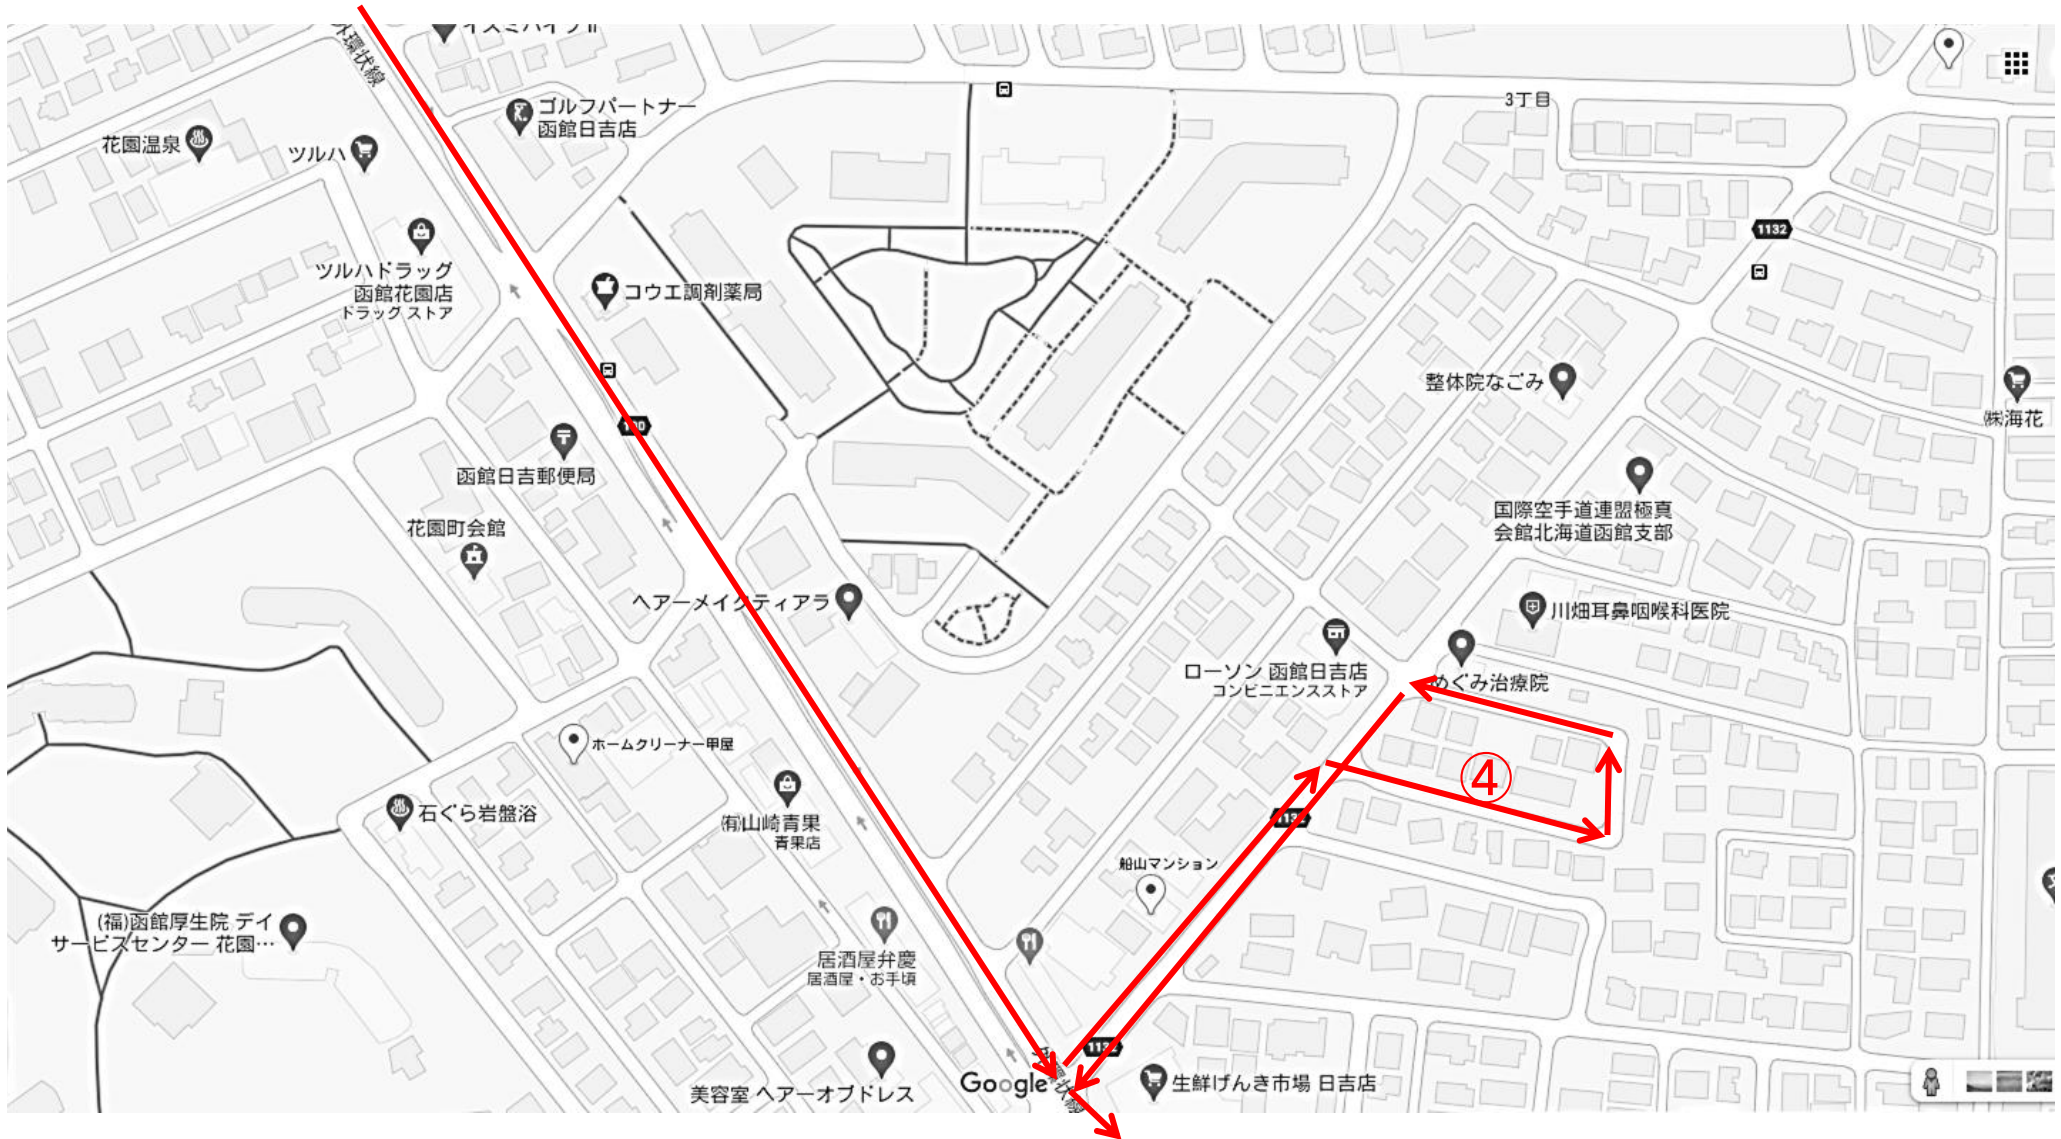 外環状線
ゴルフパートナー
函館日吉店
3丁目
花園温泉
ツルハ
1132
ツルハドラッグ
函館花園店
ドラッグ ストア
コウエ調剤薬局
整体院なごみ
㈱海花
100
函館日吉郵便局
国際空手道連盟極真
会館北海道函館支部
花園町会館
ヘアーメイクティアラ
川畑耳鼻咽喉科医院
ローソン 函館日吉店
コンビニエンスストア
めぐみ治療院
ホームクリーナー甲屋
④
石ぐら岩盤浴
㈲山崎青果
青果店
1132
船山マンション
(福)函館厚生院 デイ
サービスセンター 花園…
居酒屋弁慶
居酒屋・お手頃
1132
外環状線
Google
生鮮げんき市場 日吉店
美容室 ヘアーオブドレス